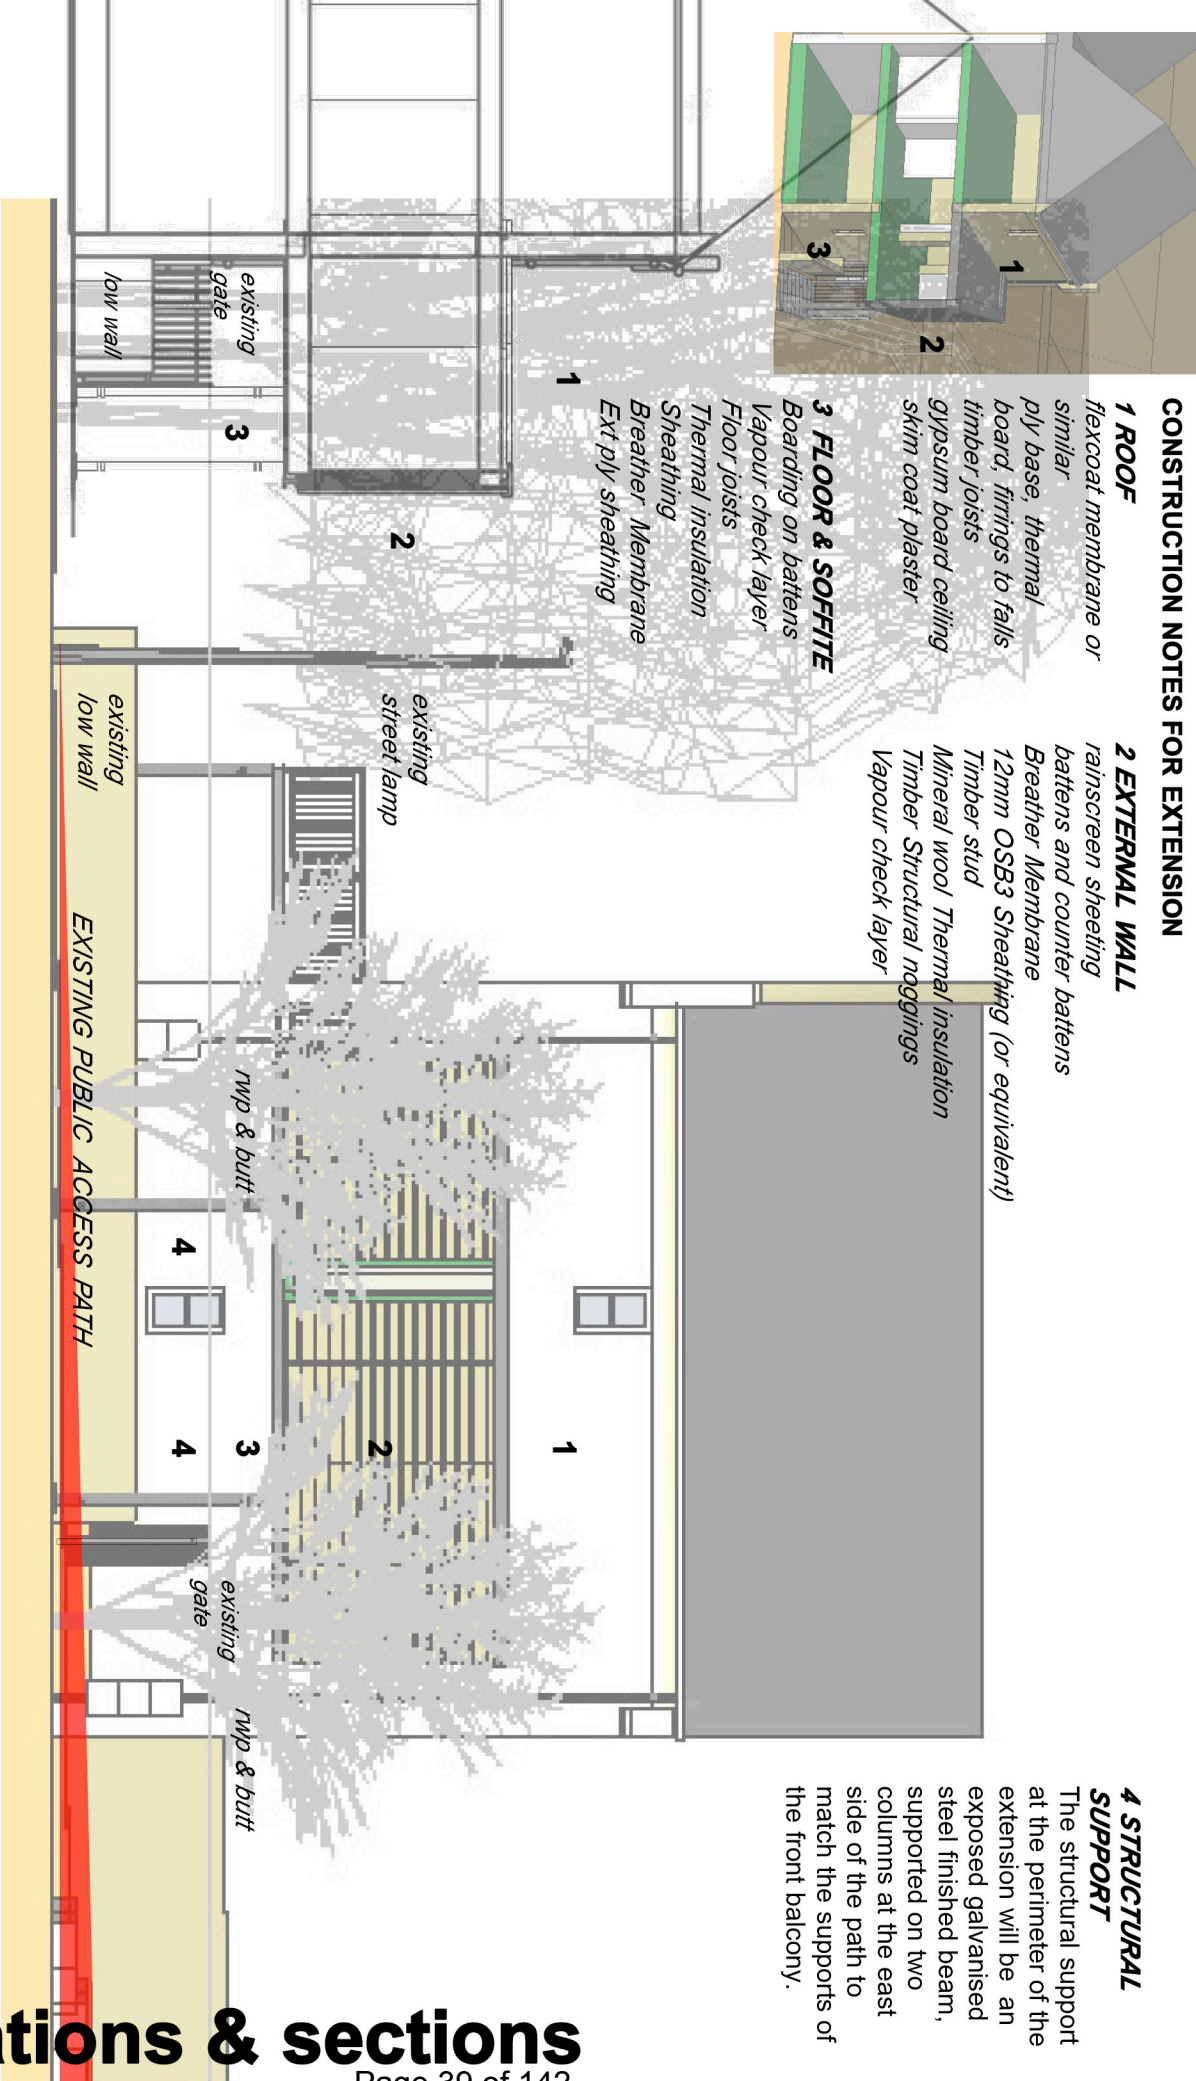 CONSTRUCTION NOTES FOR EXTENSION
1 ROOF
flexcoat membrane or
similar
ply base, thermal
board, firrings to falls
timber joists
gypsum board ceiling
skim coat plaster
3 FLOOR & SOFFITE
Boarding on battens
Vapour check layer
Floor joists
Thermal insulation
Sheathing
Breather Membrane
Ext ply sheathing
2 EXTERNAL WALL
rainscreen sheeting
battens and counter battens
Breather Membrane
12mm OSB3 Sheathing (or equivalent)
Timber stud
Mineral wool Thermal insulation
Timber Structural noggings
Vapour check layer
4 STRUCTURAL
SUPPORT
The structural support
at the perimeter of the
extension will be an
exposed galvanised
steel finished beam,
supported on two
columns at the east
side of the path to
match the supports of
the front balcony.
1
2
3
1
2
3
existing
gate
low wall
existing
street lamp
existing
low wall
EXISTING PUBLIC ACCESS PATH
rwp & butt
4
1
2
3
4
existing
gate
rwp & butt
ations & sections
Page 39 of 142